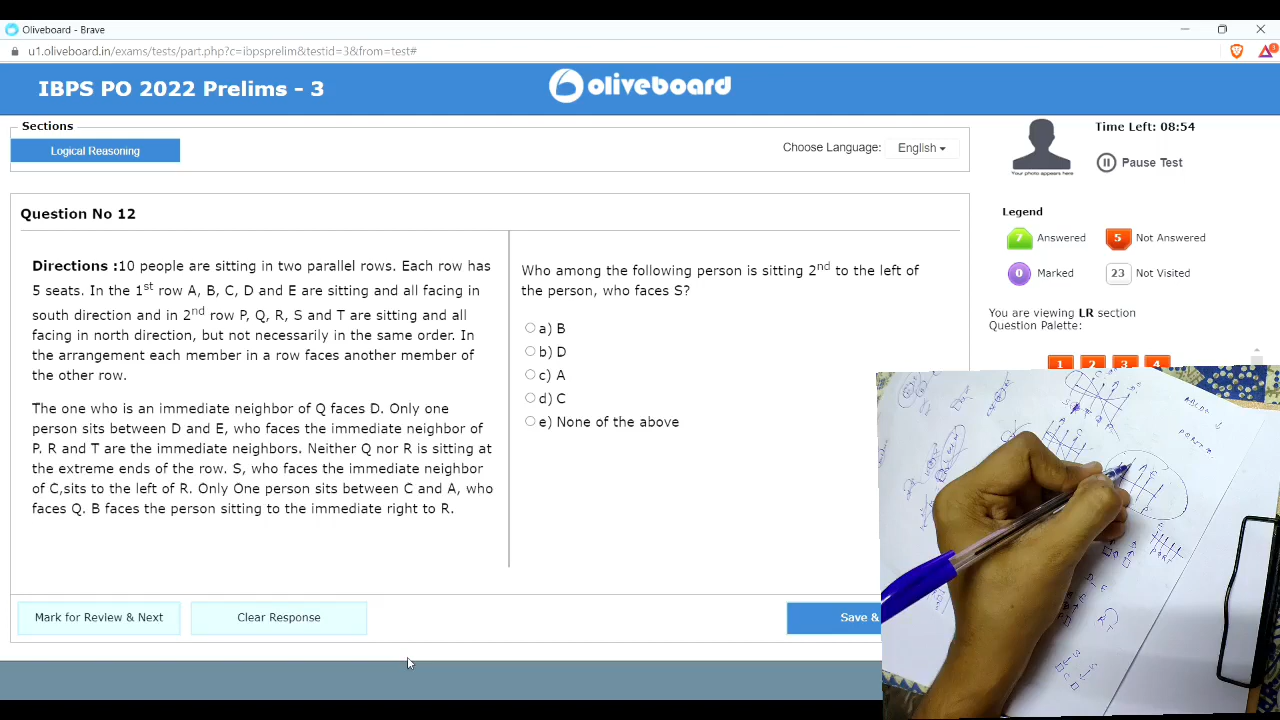 Oliveboard - Brave
u1.oliveboard.in/exams/tests/part.php?c=ibpsprelim&testid=3&from=test#
3
IBPS PO 2022 Prelims - 3
oliveboard
Sections
Logical Reasoning
Choose Language: English
Your photo appears here
Time Left: 08:54
Pause Test
Question No 12
Legend
7 Answered 5 Not Answered
0 Marked 23 Not Visited
You are viewing LR section
Question Palette:
1 2 3 4
Directions :10 people are sitting in two parallel rows. Each row has
5 seats. In the 1st row A, B, C, D and E are sitting and all facing in
south direction and in 2nd row P, Q, R, S and T are sitting and all
facing in north direction, but not necessarily in the same order. In
the arrangement each member in a row faces another member of
the other row.
The one who is an immediate neighbor of Q faces D. Only one
person sits between D and E, who faces the immediate neighbor of
P. R and T are the immediate neighbors. Neither Q nor R is sitting at
the extreme ends of the row. S, who faces the immediate neighbor
of C,sits to the left of R. Only One person sits between C and A, who
faces Q. B faces the person sitting to the immediate right to R.
Who among the following person is sitting 2nd to the left of
the person, who faces S?
a) B
b) D
c) A
d) C
e) None of the above
Mark for Review & Next
Clear Response
Save &